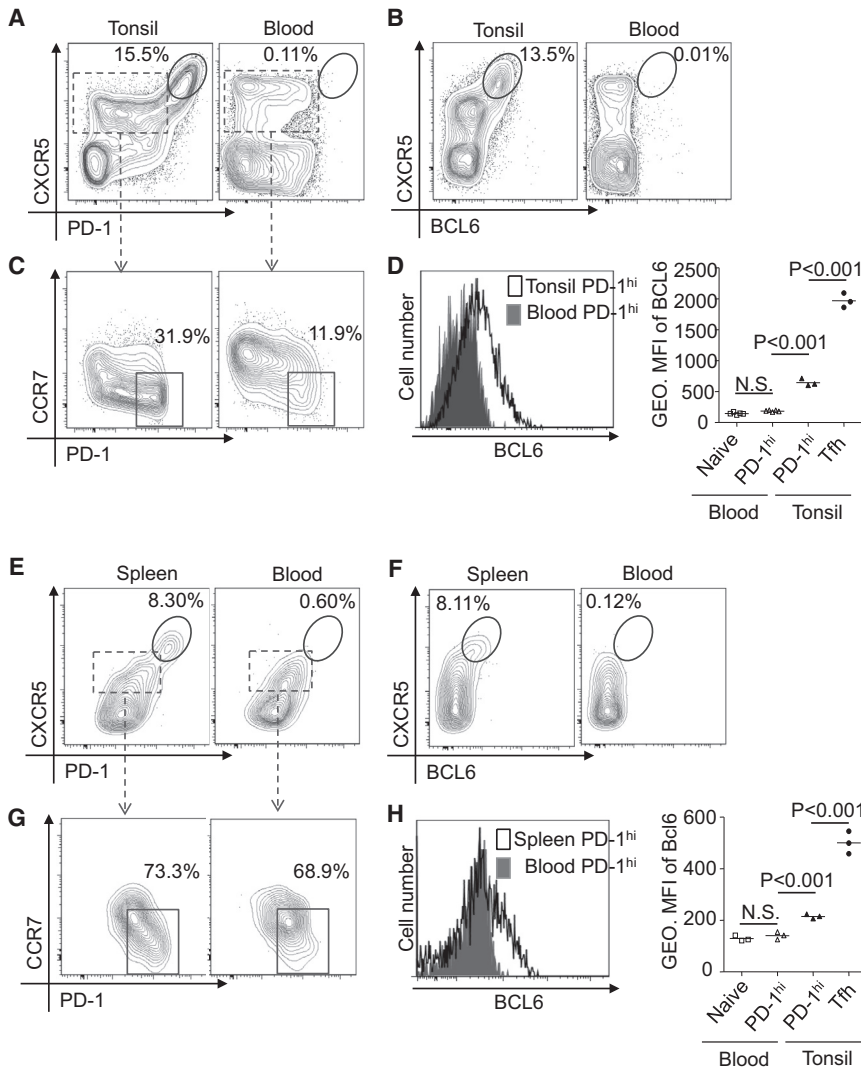 A
Tonsil
Blood
15.5%
0.11%
CXCR5
PD-1
B
Tonsil
Blood
13.5%
0.01%
CXCR5
BCL6
C
31.9%
11.9%
CCR7
PD-1
D
Tonsil PD-1hi
Blood PD-1hi
Cell number
BCL6
GEO. MFI of BCL6
2500
2000
1500
1000
500
0
P<0.001
P<0.001
N.S.
Naive
PD-1hi
PD-1hi
Tfh
Blood
Tonsil
E
Spleen
Blood
8.30%
0.60%
CXCR5
PD-1
F
Spleen
Blood
8.11%
0.12%
CXCR5
BCL6
G
73.3%
68.9%
CCR7
PD-1
H
Spleen PD-1hi
Blood PD-1hi
Cell number
BCL6
GEO. MFI of Bcl6
600
400
200
0
P<0.001
P<0.001
N.S.
Naive
PD-1hi
PD-1hi
Tfh
Blood
Tonsil